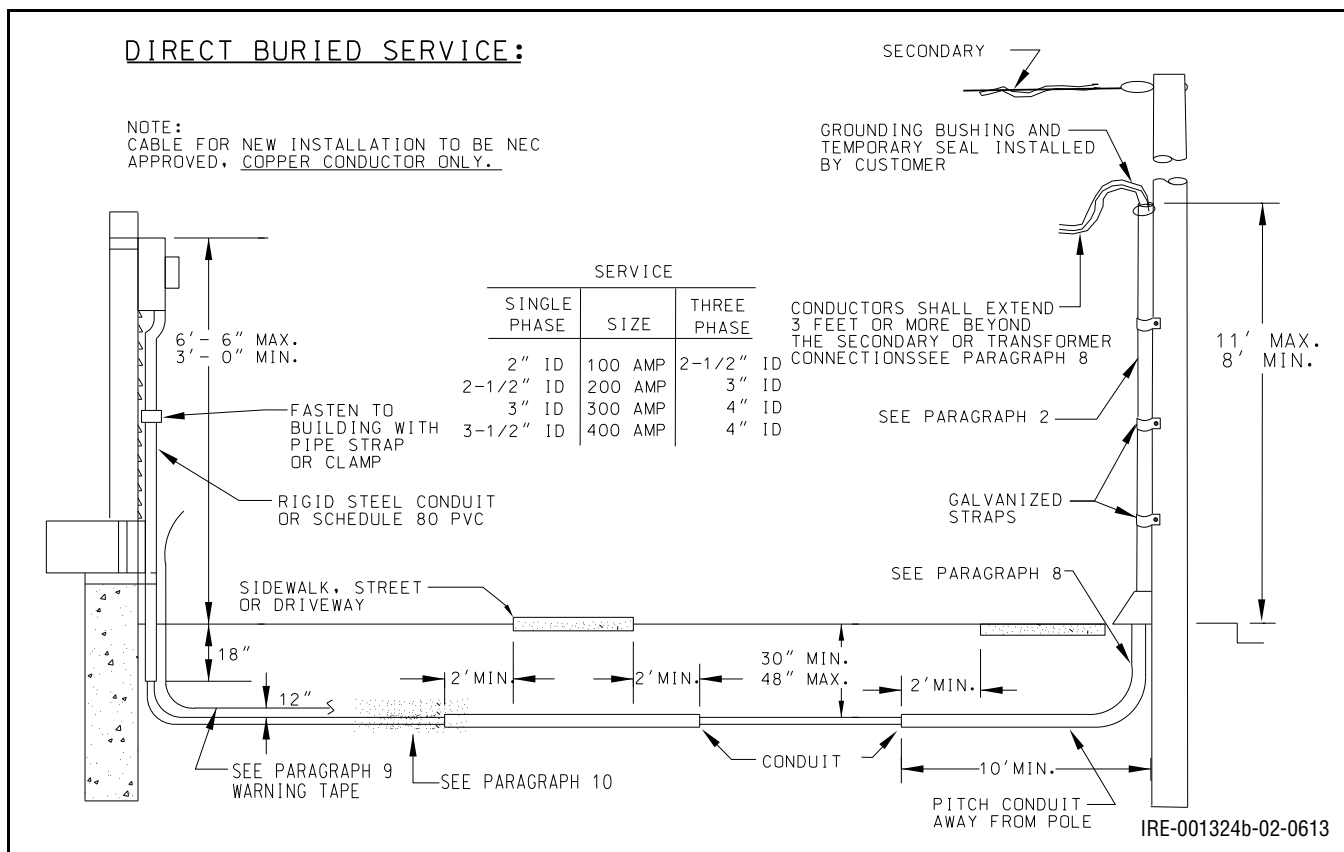 DIRECT BURIED SERVICE:
NOTE:
CABLE FOR NEW INSTALLATION TO BE NEC
APPROVED, COPPER CONDUCTOR ONLY.
SECONDARY
GROUNDING BUSHING AND
TEMPORARY SEAL INSTALLED
BY CUSTOMER
6'-6" MAX.
3'-0" MIN.
SERVICE
SINGLE PHASE SIZE THREE PHASE
2" ID 100 AMP 2-1/2" ID
2-1/2" ID 200 AMP 3" ID
3" ID 300 AMP 4" ID
3-1/2" ID 400 AMP 4" ID
CONDUCTORS SHALL EXTEND
3 FEET OR MORE BEYOND
THE SECONDARY OR TRANSFORMER
CONNECTIONSSEE PARAGRAPH 8
11' MAX.
8' MIN.
FASTEN TO
BUILDING WITH
PIPE STRAP
OR CLAMP
SEE PARAGRAPH 2
RIGID STEEL CONDUIT
OR SCHEDULE 80 PVC
GALVANIZED
STRAPS
SIDEWALK, STREET
OR DRIVEWAY
SEE PARAGRAPH 8
18"
12"
2'MIN.
2'MIN.
30" MIN.
48" MAX.
2'MIN.
SEE PARAGRAPH 9
WARNING TAPE
SEE PARAGRAPH 10
CONDUIT
10'MIN.
PITCH CONDUIT
AWAY FROM POLE
IRE-001324b-02-0613